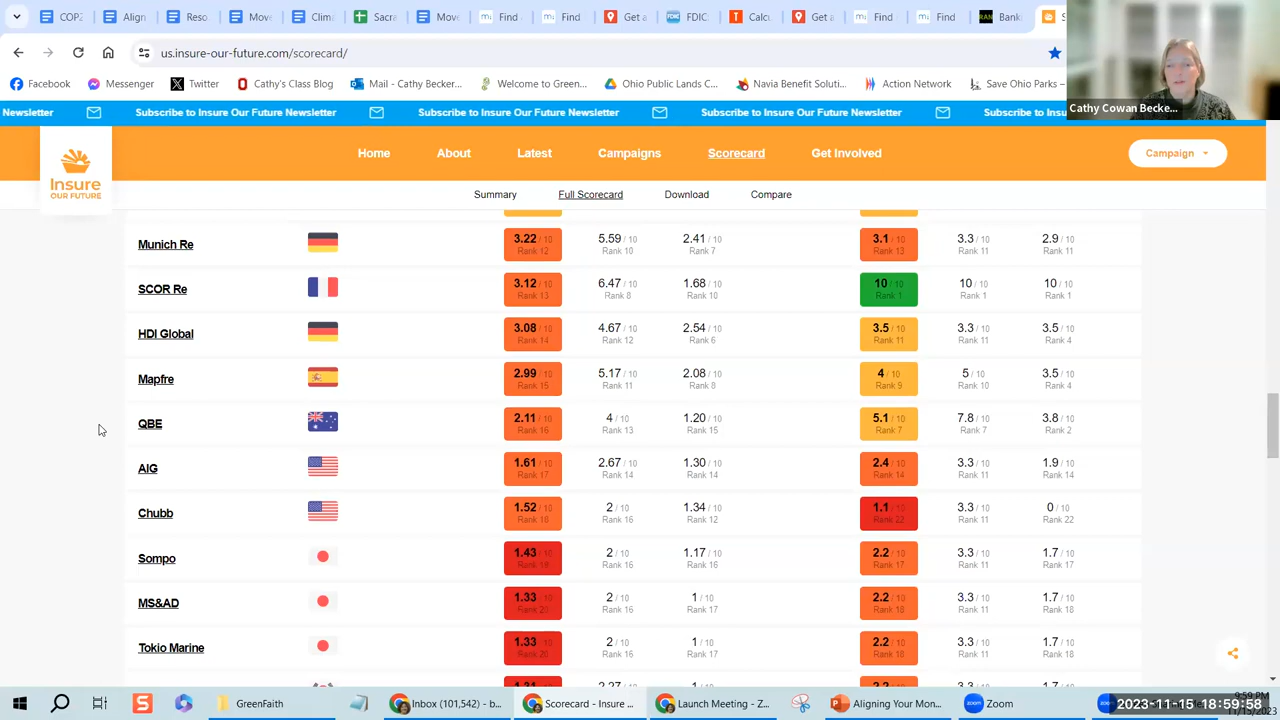 COP2 Align Reso Mov Clim Sacra Move Find Find Get a FDIC. Calcu Get a Find Find Bank S
us.insure-our-future.com/scorecard/
Facebook Messenger Twitter Cathy's Class Blog Mail - Cathy Becker... Welcome to Green... Ohio Public Lands C... Navia Benefit Soluti... Action Network Save Ohio Parks –
Cathy Cowan Becke...
Newsletter Subscribe to Insure Our Future Newsletter Subscribe to Insure Our Future Newsletter Subscribe to Insure Our Future Newsletter Subscribe to Insu
Insure
OUR FUTURE
Home About Latest Campaigns Scorecard Get Involved Campaign
Summary Full Scorecard Download Compare
Munich Re 3.22 / 10 5.59 / 10 2.41 / 10 3.1 / 10 3.3 / 10 2.9 / 10
Rank 12 Rank 10 Rank 7 Rank 13 Rank 11 Rank 11
SCOR Re 3.12 / 10 6.47 / 10 1.68 / 10 10 / 10 10 / 10 10 / 10
Rank 13 Rank 8 Rank 10 Rank 1 Rank 1 Rank 1
HDI Global 3.08 / 10 4.67 / 10 2.54 / 10 3.5 / 10 3.3 / 10 3.5 / 10
Rank 14 Rank 12 Rank 6 Rank 11 Rank 11 Rank 4
Mapfre 2.99 / 10 5.17 / 10 2.08 / 10 4 / 10 5 / 10 3.5 / 10
Rank 15 Rank 11 Rank 8 Rank 9 Rank 10 Rank 4
QBE 2.11 / 10 4 / 10 1.20 / 10 5.1 / 10 7.8 / 10 3.8 / 10
Rank 16 Rank 13 Rank 15 Rank 7 Rank 7 Rank 2
AIG 1.61 / 10 2.67 / 10 1.30 / 10 2.4 / 10 3.3 / 10 1.9 / 10
Rank 17 Rank 14 Rank 14 Rank 14 Rank 11 Rank 14
Chubb 1.52 / 10 2 / 10 1.34 / 10 1.1 / 10 3.3 / 10 0 / 10
Rank 18 Rank 16 Rank 12 Rank 22 Rank 11 Rank 22
Sompo 1.43 / 10 2 / 10 1.17 / 10 2.2 / 10 3.3 / 10 1.7 / 10
Rank 19 Rank 16 Rank 16 Rank 17 Rank 11 Rank 17
MS&AD 1.33 / 10 2 / 10 1 / 10 2.2 / 10 3.3 / 10 1.7 / 10
Rank 20 Rank 16 Rank 17 Rank 18 Rank 11 Rank 18
Tokio Marine 1.33 / 10 2 / 10 1 / 10 2.2 / 10 3.3 / 10 1.7 / 10
Rank 20 Rank 16 Rank 17 Rank 18 Rank 11 Rank 18
GreenFaith Inbox (101,542) - b... Scorecard - Insure ... Launch Meeting - Z... Aligning Your Mon... Zoom zoom
9:59 PM
2023-11-15 18:59:58
11/15/2023